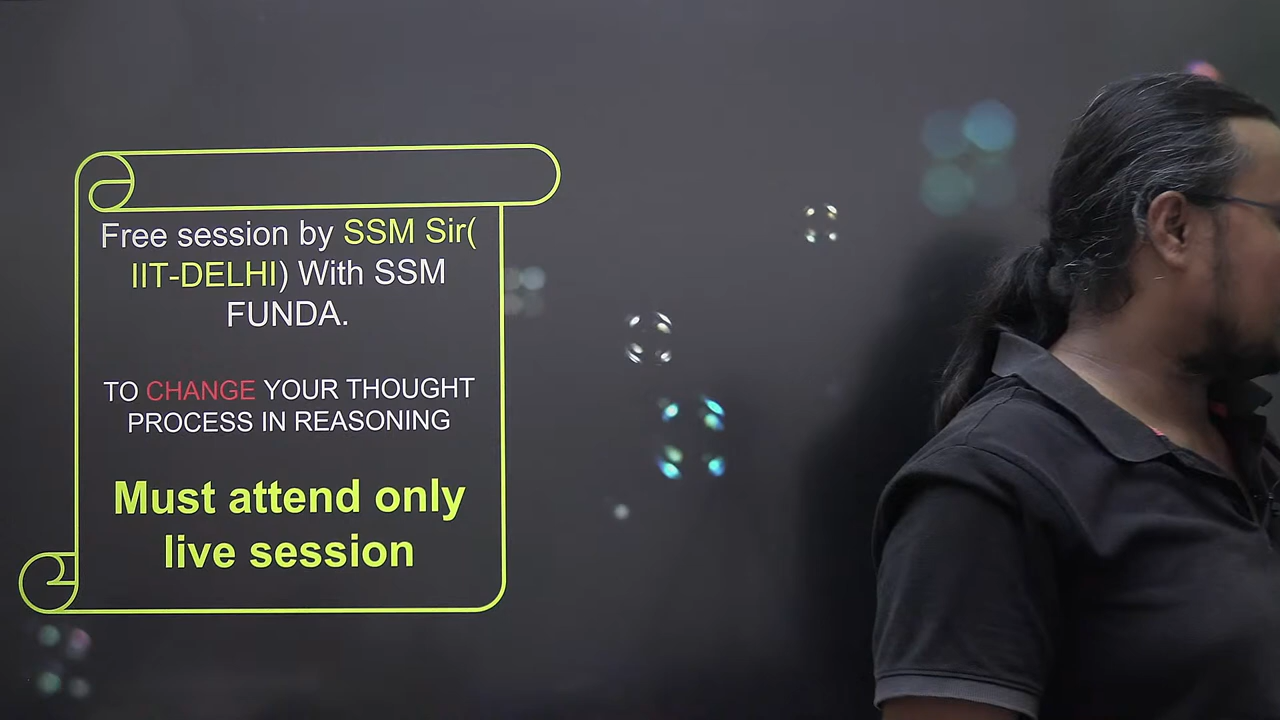 Free session by SSM Sir(
IIT-DELHI) With SSM
FUNDA.
TO CHANGE YOUR THOUGHT
PROCESS IN REASONING
Must attend only
live session